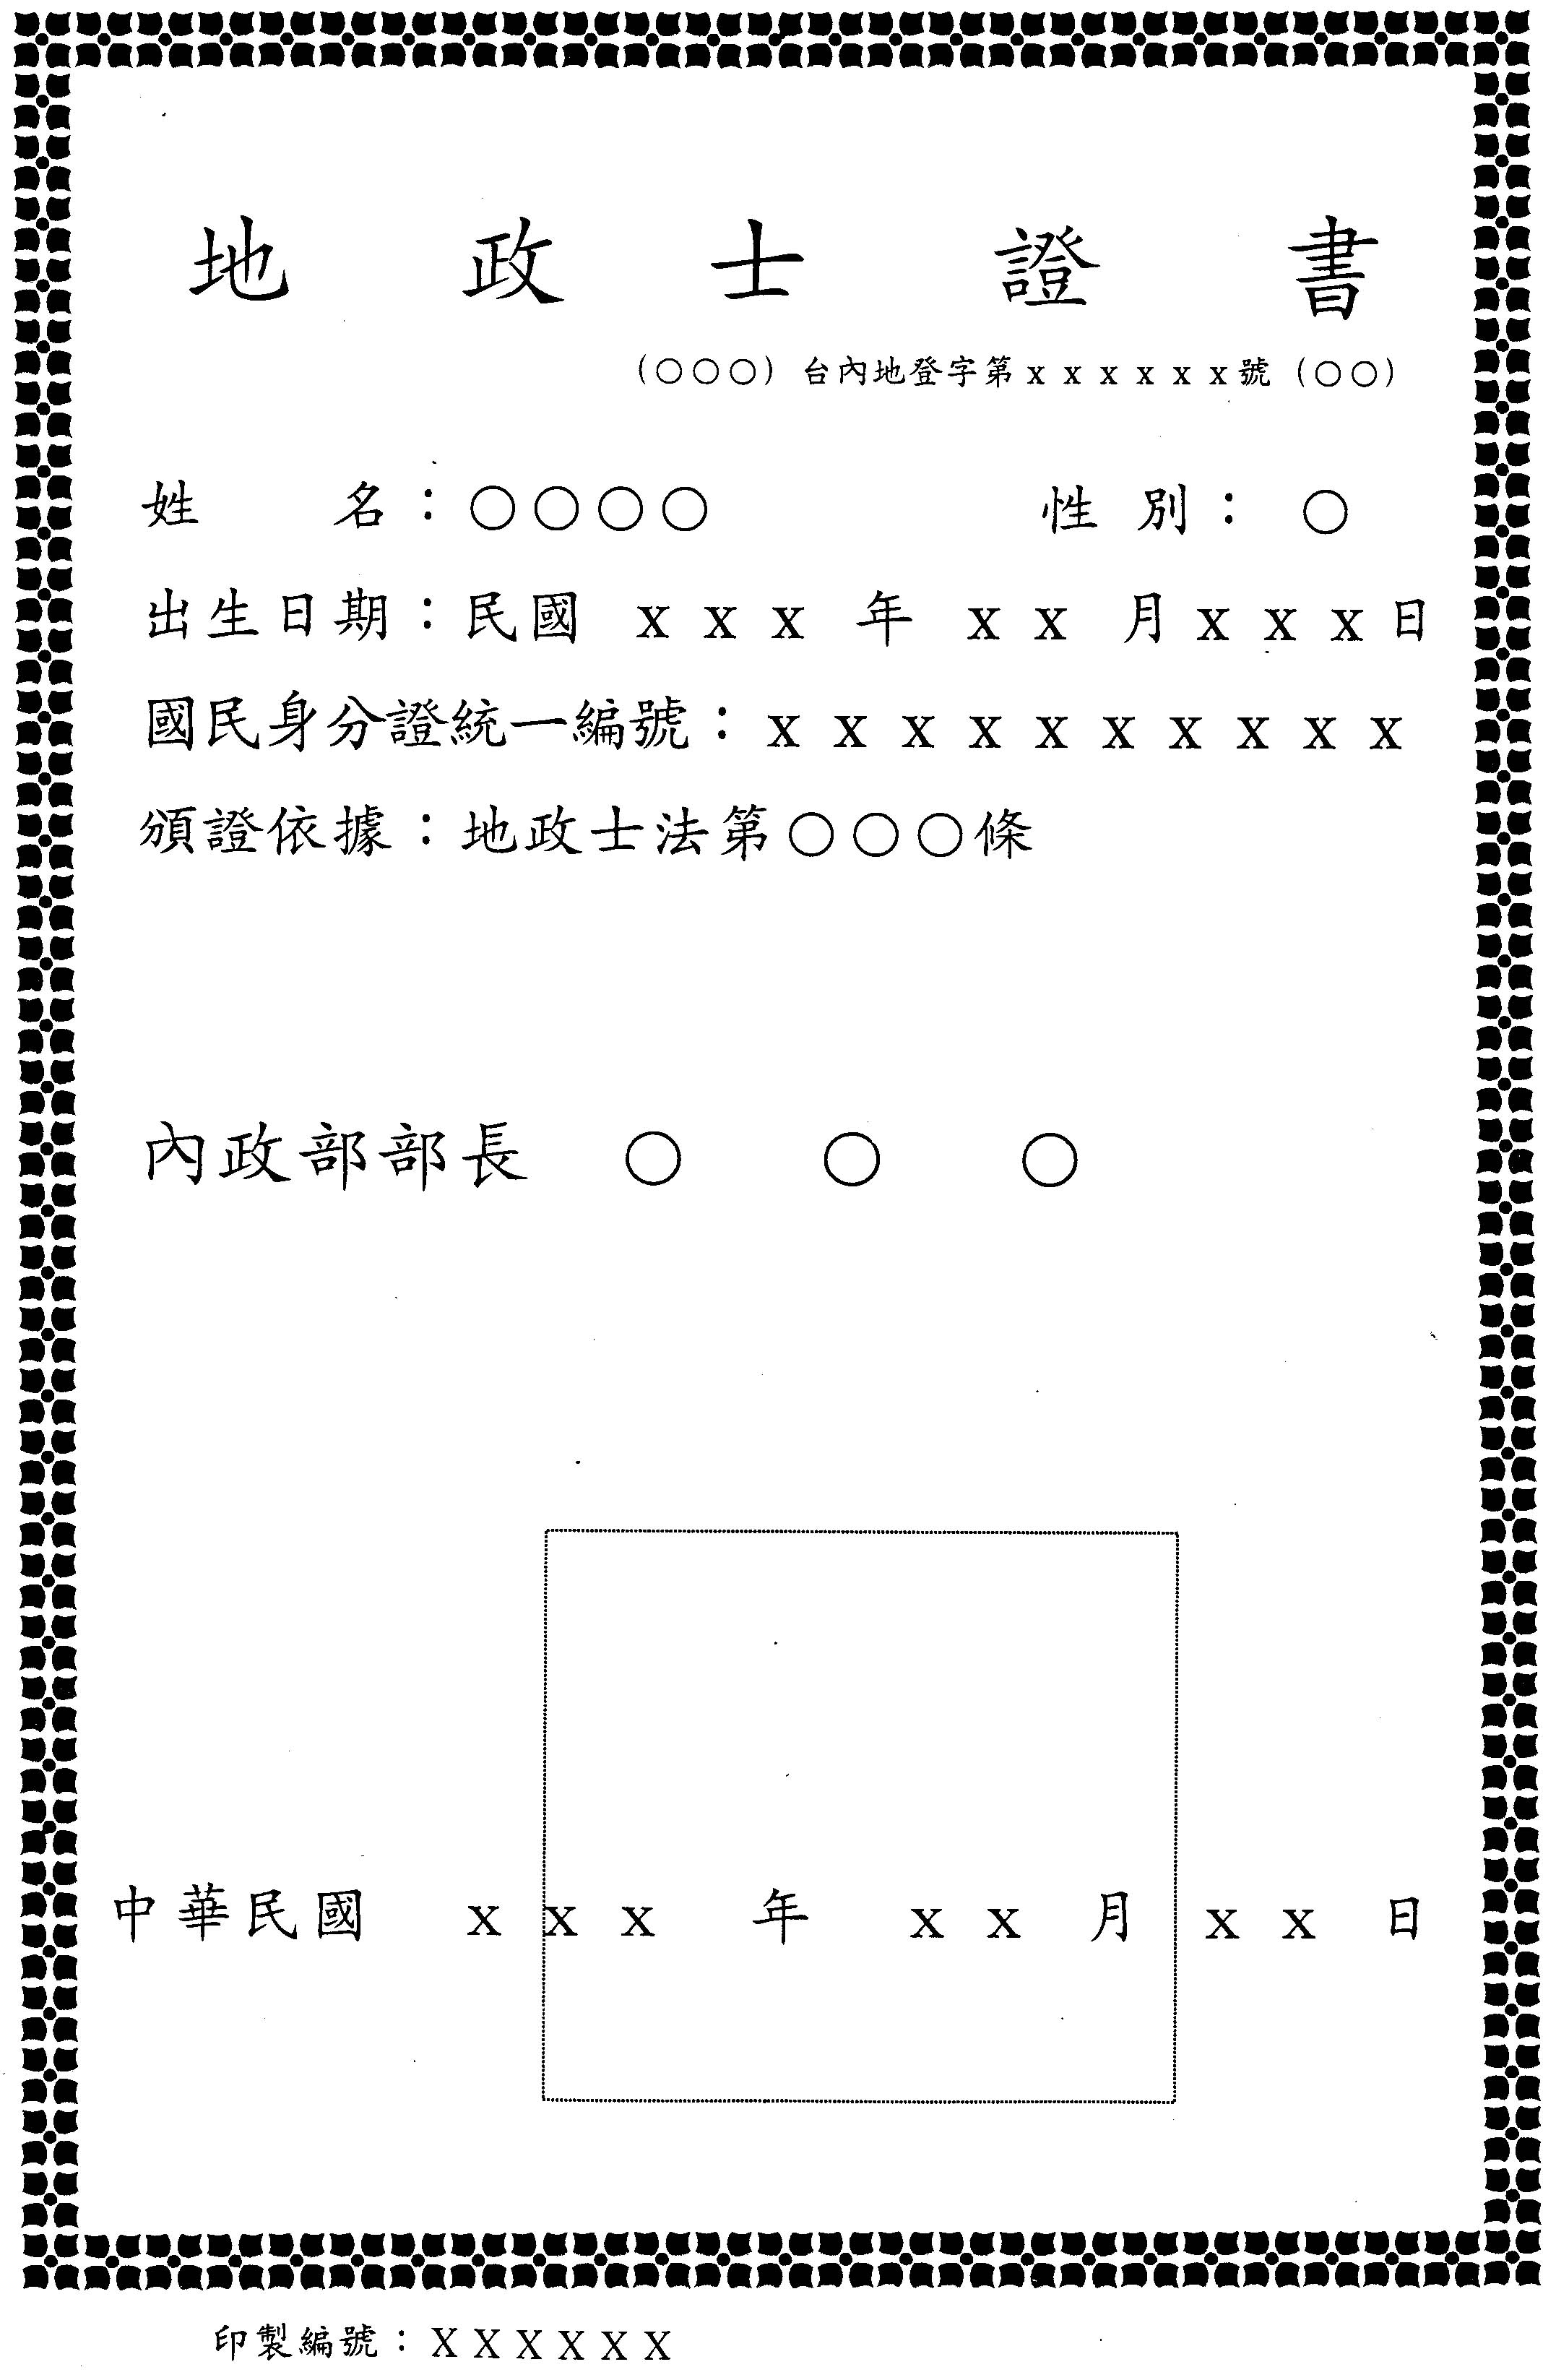 地政士證書
(○○○)台內地登字第xxxxxx號(○○)
姓名:○○○○ 性別: ○
出生日期:民國 xxx 年 xx 月xxx日
國民身分證統一編號:xxxxxxxxxx
頒證依據:地政士法第○○○條
內政部部長 ○ ○ ○
中華民國 xxx 年 xx 月 xx 日
印製編號:XXXXXX